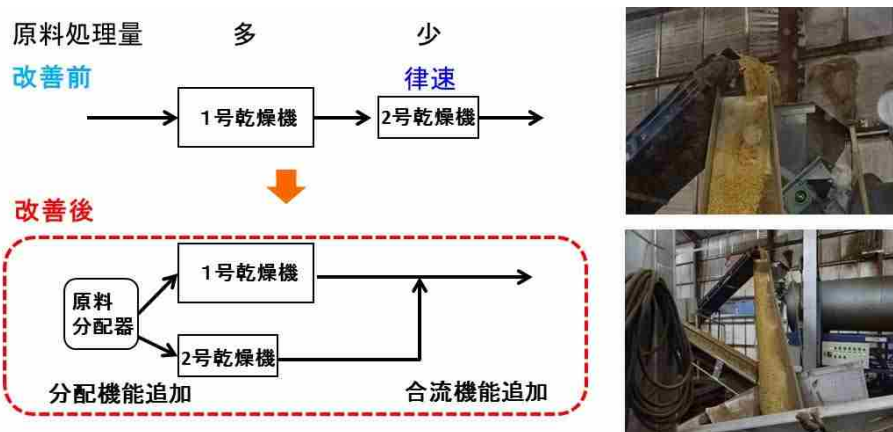 原料処理量 多 少
改善前 律速
1号乾燥機 2号乾燥機
改善後
1号乾燥機
原料
分配器
2号乾燥機
分配機能追加 合流機能追加